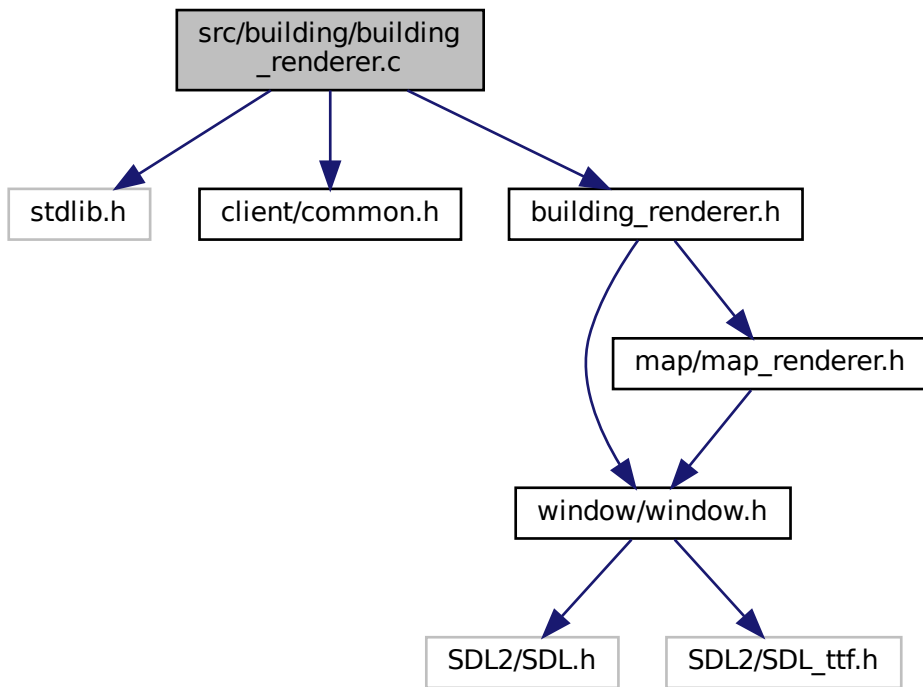 src/building/building
_renderer.c
stdlib.h
client/common.h
building_renderer.h
map/map_renderer.h
window/window.h
SDL2/SDL.h
SDL2/SDL_ttf.h